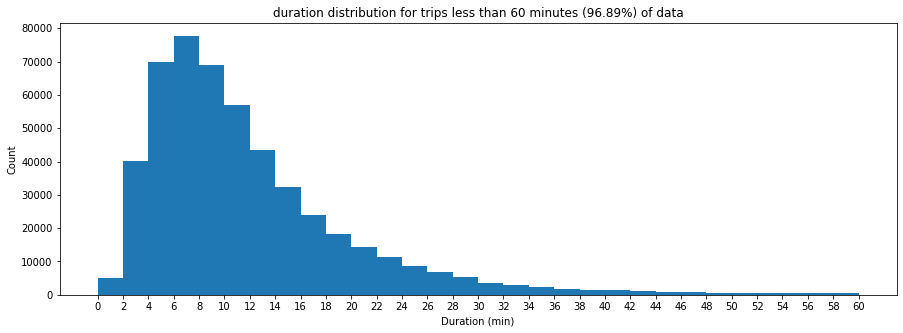 duration distribution for trips less than 60 minutes (96.89%) of data
80000
70000
60000
50000
40000
30000
20000
10000
0
Count
0 2 4 6 8 10 12 14 16 18 20 22 24 26 28 30 32 34 36 38 40 42 44 46 48 50 52 54 56 58 60
Duration (min)